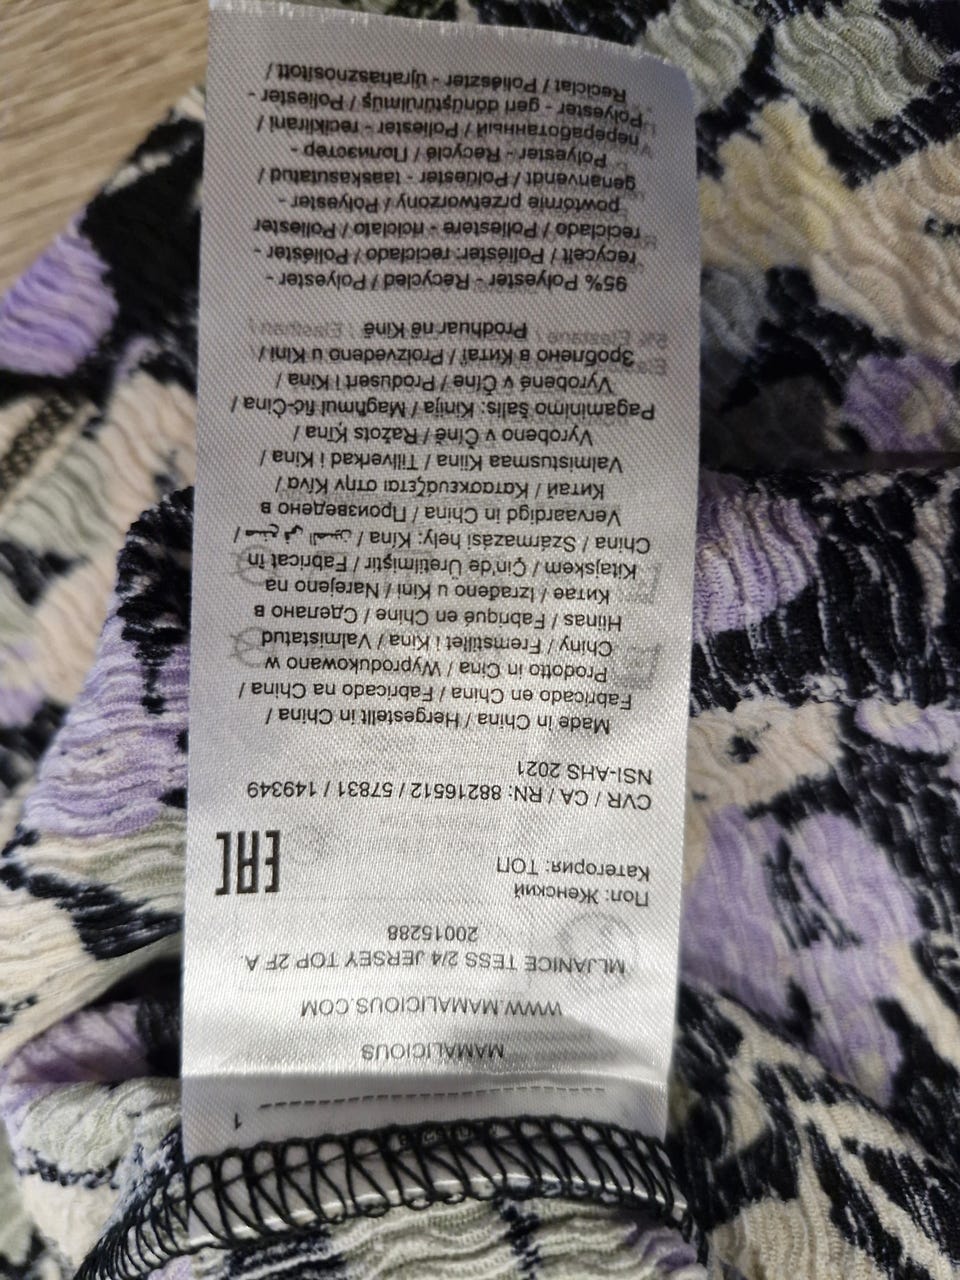 1
MAMALICIOUS
WWW.MAMALICIOUS.COM
MLJANICE TESS 2/4 JERSEY TOP 2F A.
20015288
Пол: Женский
Категория: ТОП
EAC
CVR / CA / RN: 88216512 / 57831 / 149349
NSI-AHS 2021
Made in China / Hergestellt in China /
Fabricado en China / Fabricado na China /
Prodotto in Cina / Wyprodukowano w
Chiny / Fremstillet i Kina / Valmistatud
Hiinas / Fabriqué en Chine / Сделано в
Китае / Izrađeno u Kini / Narejeno na
Kitajskem / Çin'de Üretilmiştir / Fabricat în
China / Származási hely: Kína / صنع في الصين /
Vervaardigd in China / Произведено в
Китай / Κατασκευάζεται στην Κίνα /
Valmistusmaa Kiina / Tillverkad i Kina /
Vyrobeno v Číně / Ražots Ķīna /
Pagaminimo šalis: Kinija / Magħmul fiċ-Ċina /
Vyrobené v Číne / Produsert i Kina /
Зроблено в Китаї / Proizvedeno u Kini /
Prodhuar në Kinë
95% Polyester - Recycled / Polyester -
recycelt / Poliéster: reciclado / Poliéster -
reciclado / Poliestere - riciclato / Poliester
powtórnie przetworzony / Polyester -
genanvendt / Polüester - taaskasutatud /
Polyester - Recyclé / Полиэстер -
переработанный / Poliester - reciklirani /
Polyester - geri dönüştürülmüş / Poliester -
Reciclat / Poliészter - újrahasznosított /